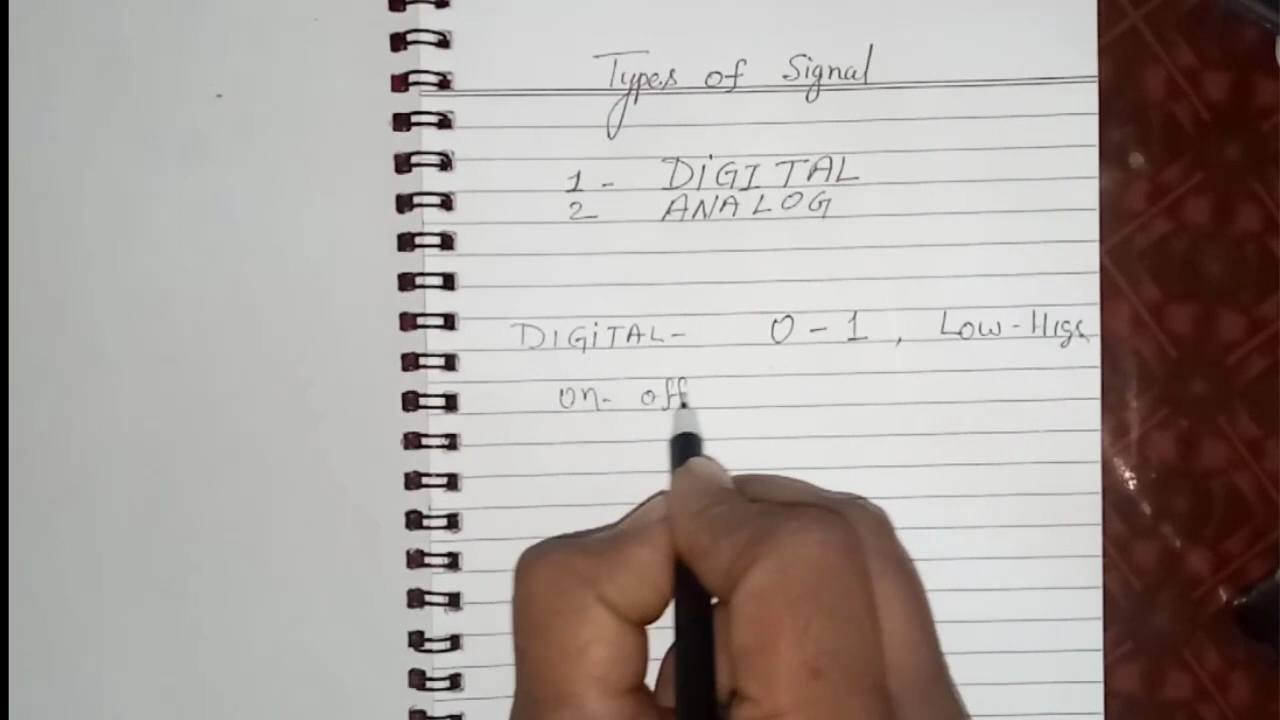 Types of Signal
1 - DiGITAL
2 ANALOG
DIGiTAL- 0-1, Low-High
on- off